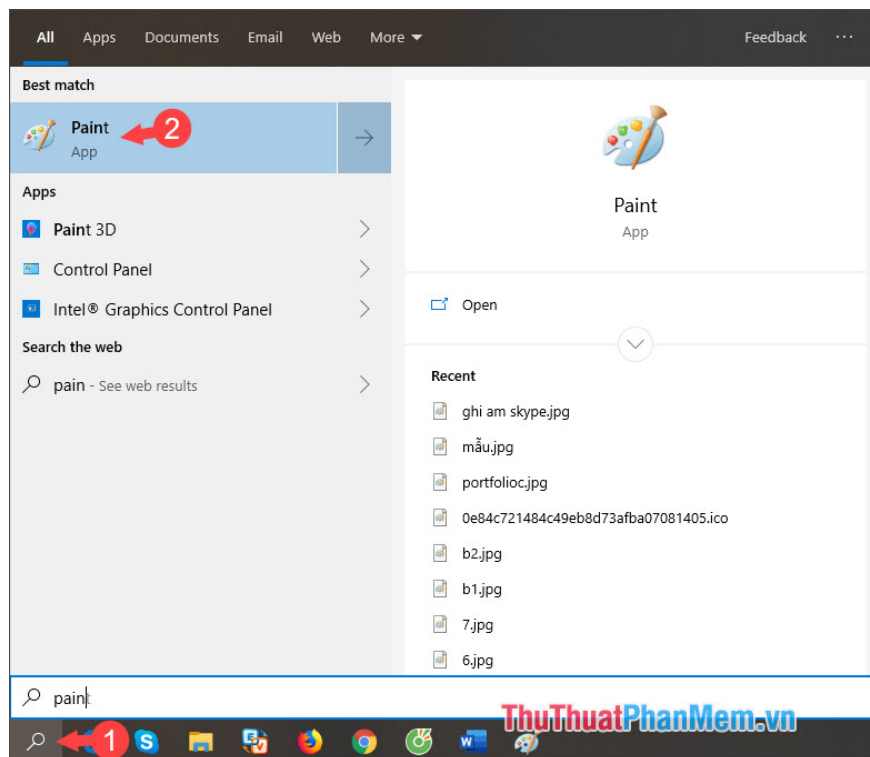 All Apps Documents Email Web More Feedback ···
Best match
Paint
App
2
Apps
Paint 3D
Control Panel
Intel® Graphics Control Panel
Search the web
pain - See web results
Paint
App
Open
Recent
ghi am skype.jpg
mẫu.jpg
portfolioc.jpg
0e84c721484c49eb8d73afba07081405.ico
b2.jpg
b1.jpg
7.jpg
6.jpg
paint
ThuThuatPhanMem.vn
1